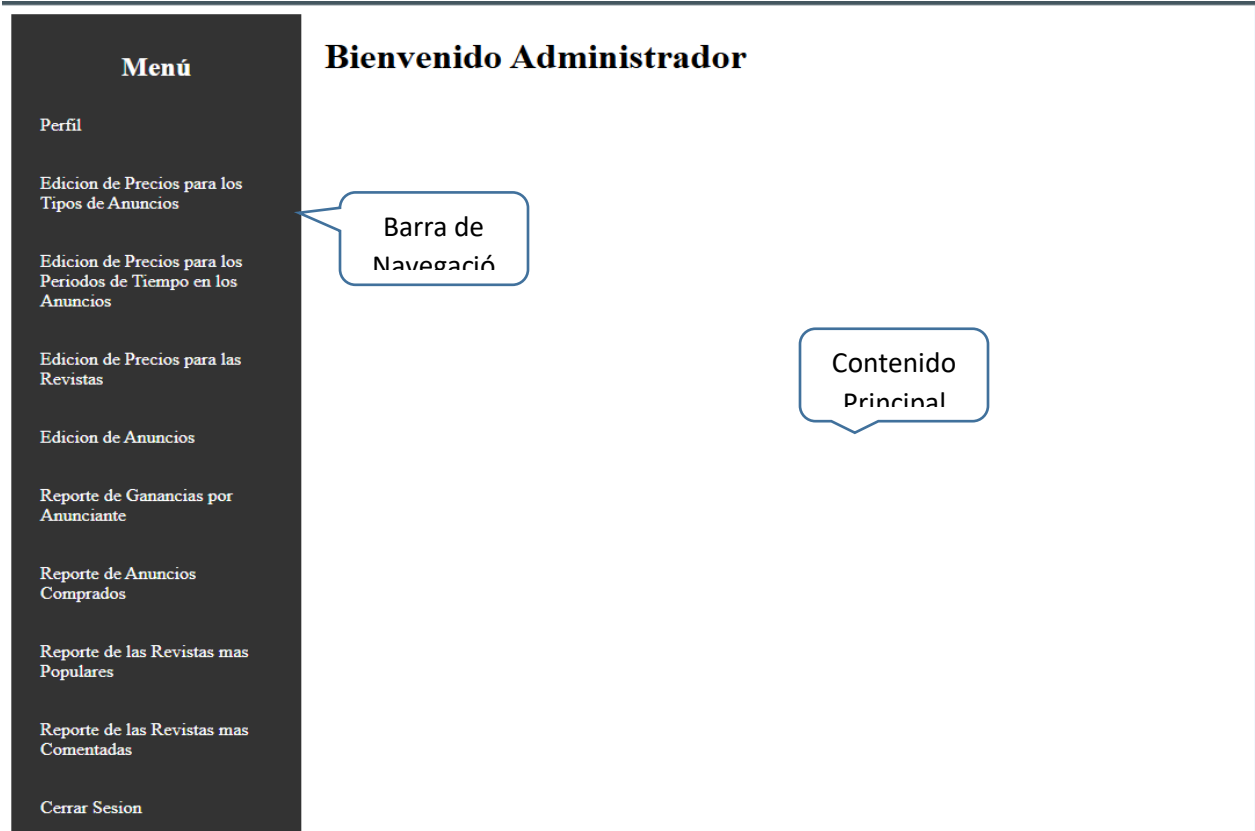 Menú
Perfil
Edicion de Precios para los
Tipos de Anuncios
Edicion de Precios para los
Periodos de Tiempo en los
Anuncios
Edicion de Precios para las
Revistas
Edicion de Anuncios
Reporte de Ganancias por
Anunciante
Reporte de Anuncios
Comprados
Reporte de las Revistas mas
Populares
Reporte de las Revistas mas
Comentadas
Cerrar Sesion
Bienvenido Administrador
Barra de
Navegació
Contenido
Principal